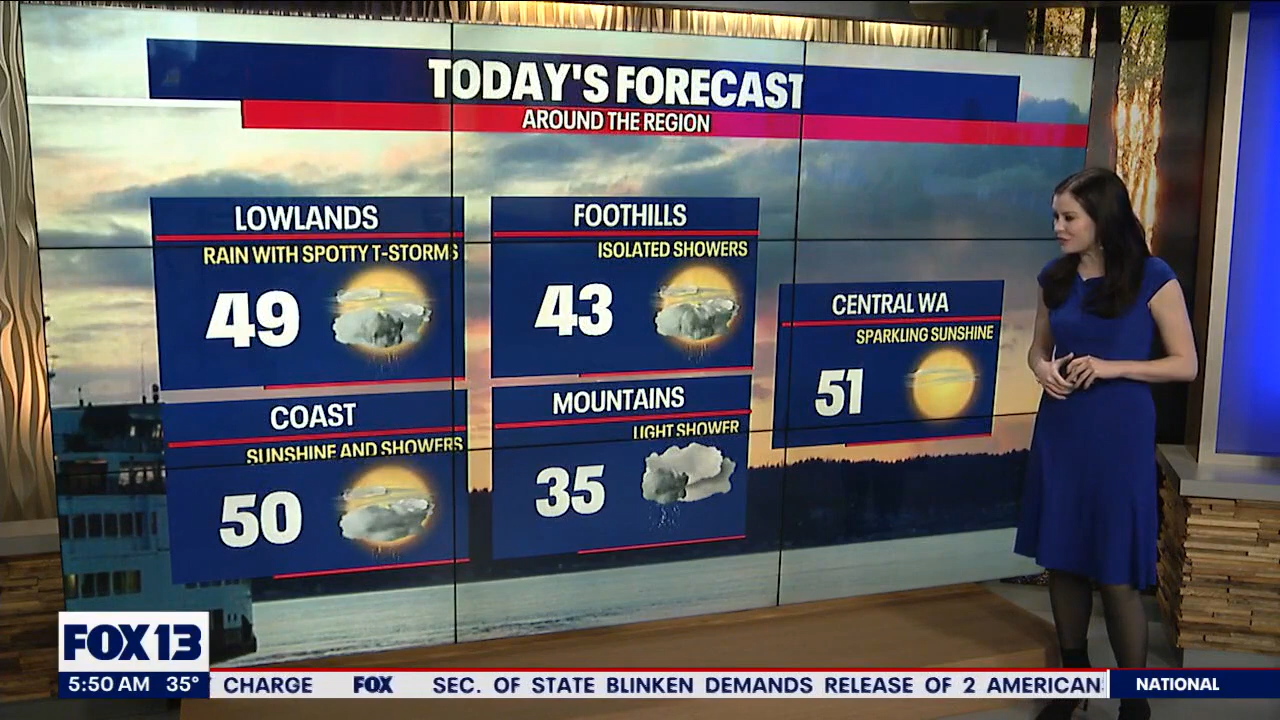 TODAY'S FORECAST
AROUND THE REGION
LOWLANDS
RAIN WITH SPOTTY T-STORMS
49
FOOTHILLS
ISOLATED SHOWERS
43
CENTRAL WA
SPARKLING SUNSHINE
51
COAST
SUNSHINE AND SHOWERS
50
MOUNTAINS
LIGHT SHOWER
35
FOX 13
5:50 AM 35°
CHARGE FOX SEC. OF STATE BLINKEN DEMANDS RELEASE OF 2 AMERICAN
NATIONAL